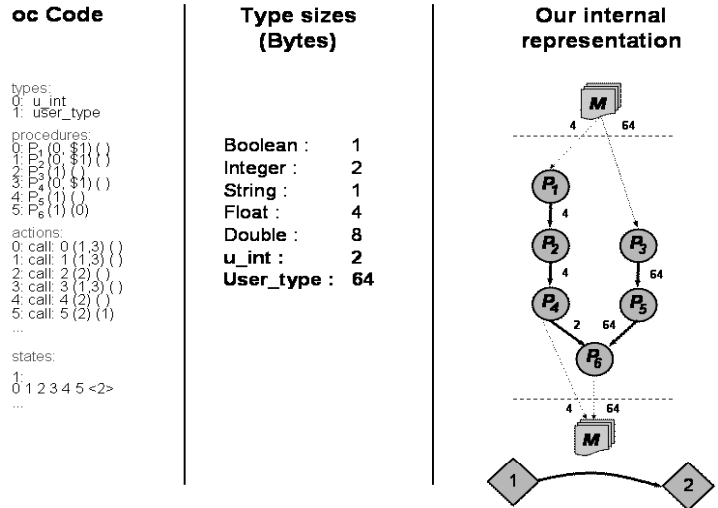 oc Code
types:
0: u_int
1: user_type
procedures:
0: P1 (0, $1) ( )
1: P2 (0, $1) ( )
2: P3 (1) ( )
3: P4 (0, $1) ( )
4: P5 (1) ( )
5: P6 (1) (0)
actions:
0: call: 0 (1,3) ( )
1: call: 1 (1,3) ( )
2: call: 2 (2) ( )
3: call: 3 (1,3) ( )
4: call: 4 (2) ( )
5: call: 5 (2) (1)
...
states:
1:
0 1 2 3 4 5 <2>
...
Type sizes
(Bytes)
Boolean : 1
Integer : 2
String : 1
Float : 4
Double : 8
u_int : 2
User_type : 64
Our internal
representation
M
4 64
P1
4
P2 P3
4 64
P4 P5
2 64
P6
4 64
M
1 2